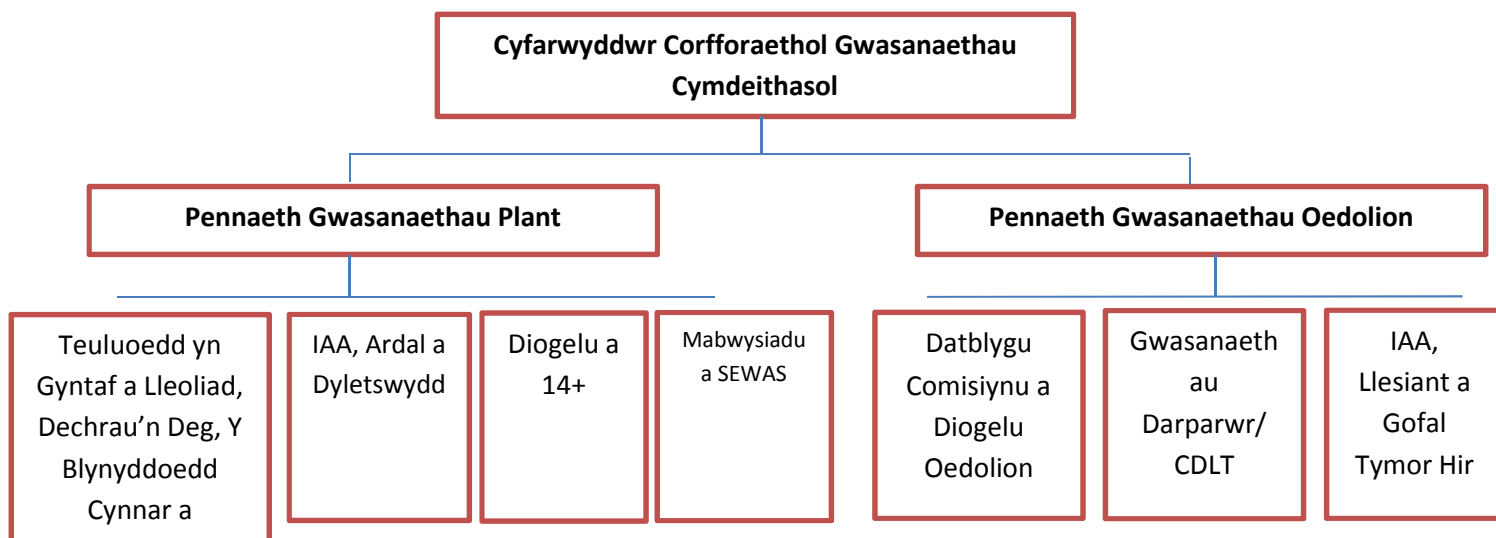 Cyfarwyddwr Corfforaethol Gwasanaethau
Cymdeithasol
Pennaeth Gwasanaethau Plant
Pennaeth Gwasanaethau Oedolion
Teuluoedd yn
Gyntaf a Lleoliad,
Dechrau’n Deg, Y
Blynyddoedd
Cynnar a
IAA, Ardal a
Dyletswydd
Diogelu a
14+
Mabwysiadu
a SEWAS
Datblygu
Comisiynu a
Diogelu
Oedolion
Gwasanaeth
au
Darparwr/
CDLT
IAA,
Llesiant a
Gofal
Tymor Hir